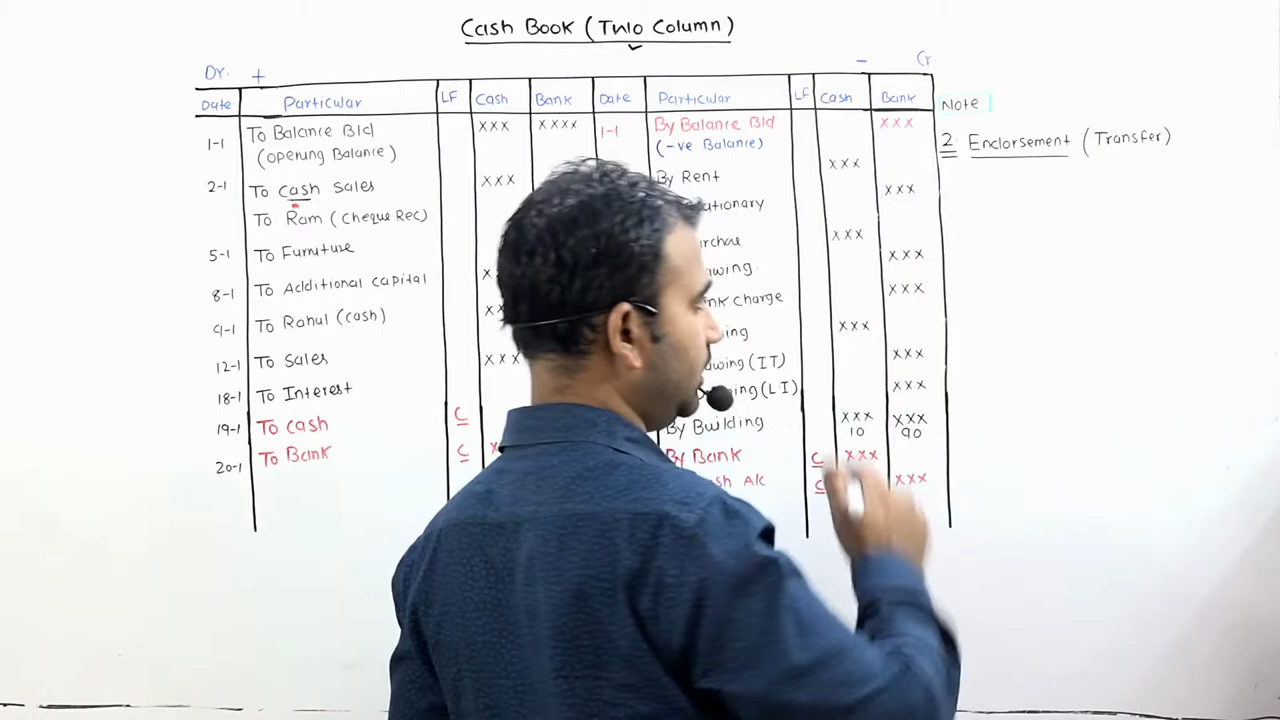 Cash Book (Two Column)
Dr. + - Cr
Date Particular LF Cash Bank Date Particular LF Cash Bank
Note
1-1 To Balance B/d xxx xxxx 1-1 By Balance B/d xxx
(opening Balance) (-ve Balance)
2 Endorsement (Transfer)
xxx
2-1 To cash sales xxx By Rent
xxx
To Ram (Cheque Rec)
xxx
5-1 To Furniture
xxx
8-1 To Additional capital
xxx
9-1 To Rahul (cash)
xxx
12-1 To Sales xxx (IT) xxx
18-1 To Interest (LI) xxx
19-1 To cash C By Building xxx xxx
10 90
20-1 To Bank C By Bank C xxx
A/c C xxx